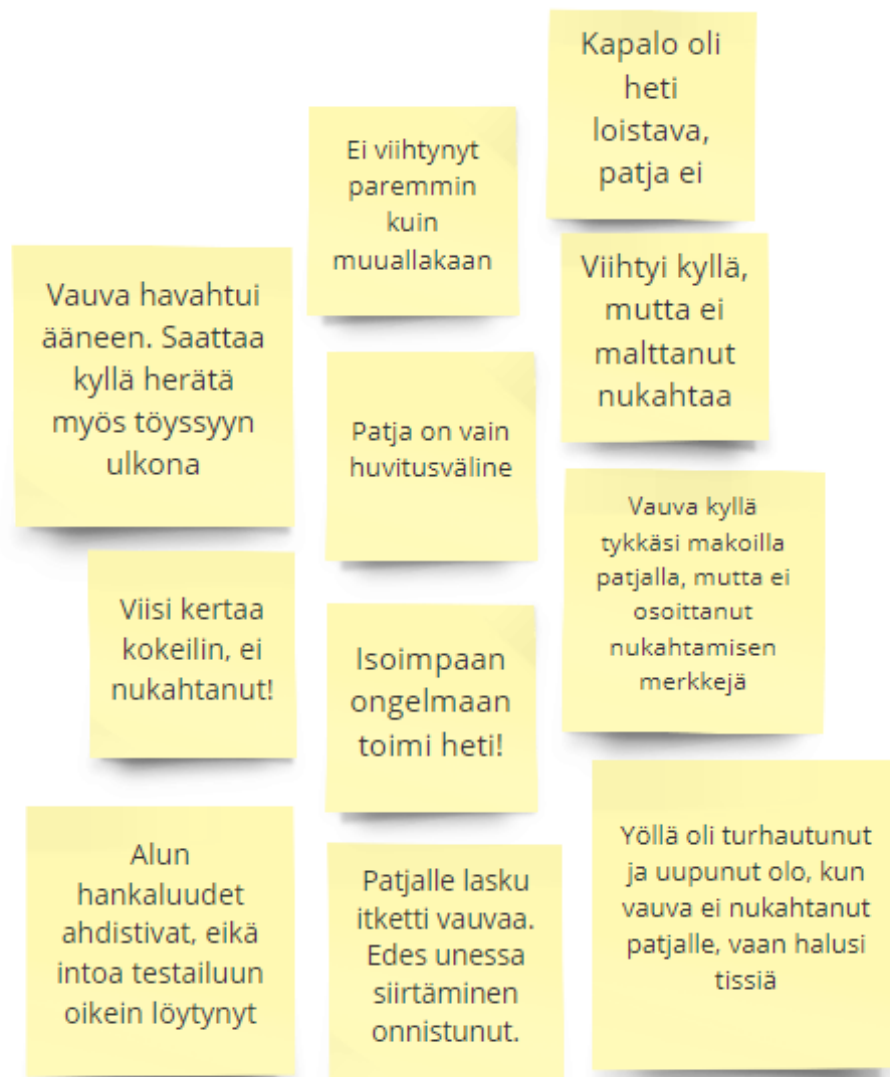 Kapalo oli
heti
loistava,
patja ei
Ei viihtynyt
paremmin
kuin
muuallakaan
Viihtyi kyllä,
mutta ei
malttanut
nukahtaa
Vauva havahtui
ääneen. Saattaa
kyllä herätä
myös töyssyyn
ulkona
Patja on vain
huvitusväline
Vauva kyllä
tykkäsi makoilla
patjalla, mutta ei
osoittanut
nukahtamisen
merkkejä
Viisi kertaa
kokeilin, ei
nukahtanut!
Isoimpaan
ongelmaan
toimi heti!
Alun
hankaluudet
ahdistivat, eikä
intoa testailuun
oikein löytynyt
Patjalle lasku
itketti vauvaa.
Edes unessa
siirtäminen
onnistunut.
Yöllä oli turhautunut
ja uupunut olo, kun
vauva ei nukahtanut
patjalle, vaan halusi
tissiä